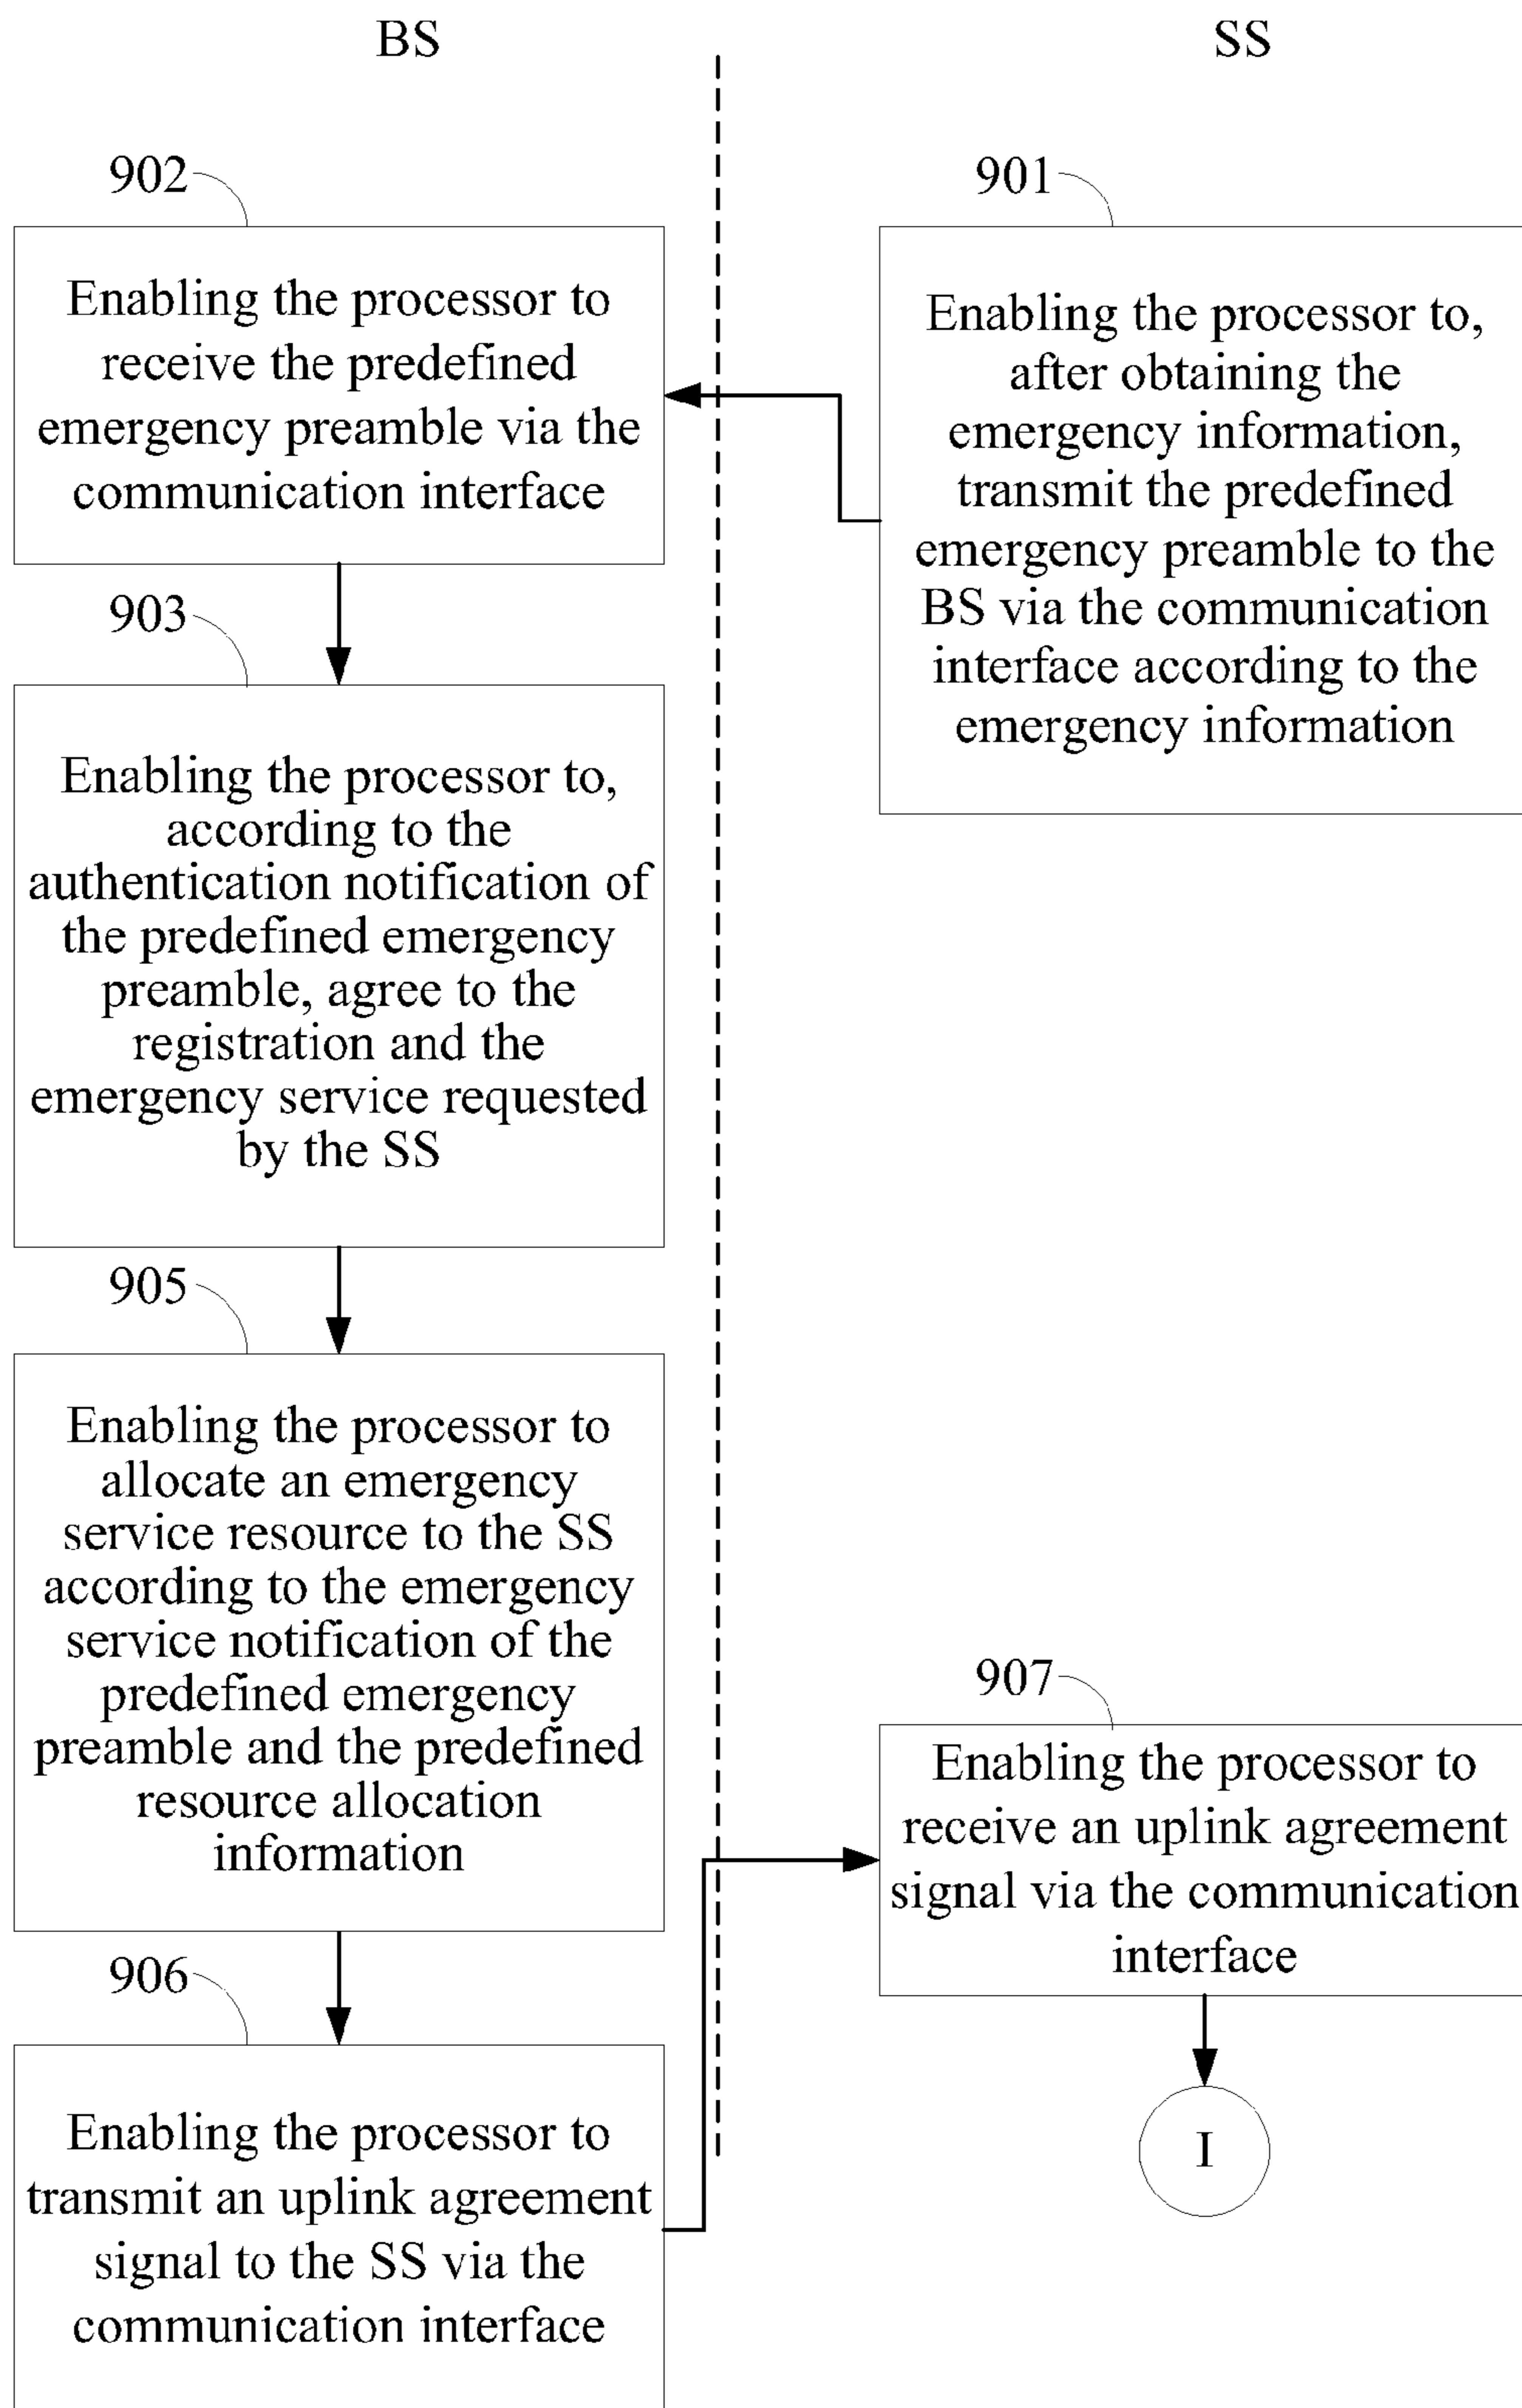 BS
SS
902
Enabling the processor to
receive the predefined
emergency preamble via the
communication interface
901
Enabling the processor to,
after obtaining the
emergency information,
transmit the predefined
emergency preamble to the
BS via the communication
interface according to the
emergency information
903
Enabling the processor to,
according to the
authentication notification of
the predefined emergency
preamble, agree to the
registration and the
emergency service requested
by the SS
905
Enabling the processor to
allocate an emergency
service resource to the SS
according to the emergency
service notification of the
predefined emergency
preamble and the predefined
resource allocation
information
906
Enabling the processor to
transmit an uplink agreement
signal to the SS via the
communication interface
907
Enabling the processor to
receive an uplink agreement
signal via the communication
interface
I